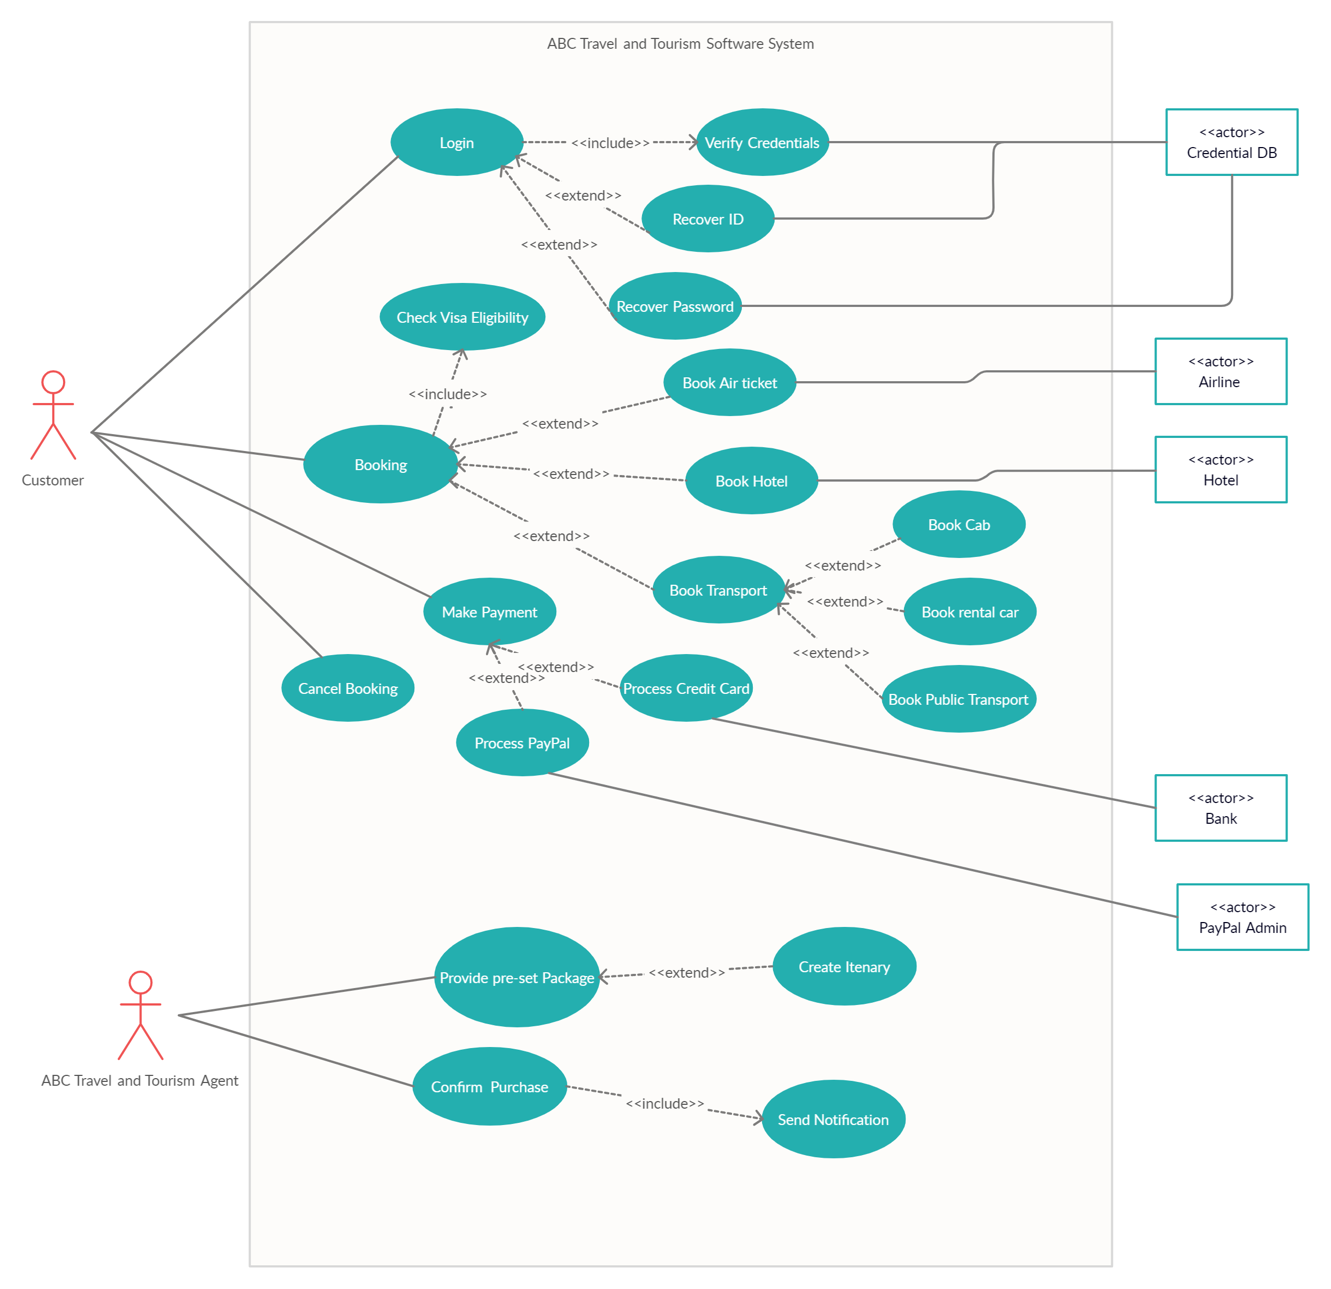 ABC Travel and Tourism Software System
Login
<<include>>
Verify Credentials
<<actor>>
Credential DB
<<extend>>
Recover ID
<<extend>>
Recover Password
Check Visa Eligibility
<<include>>
Book Air ticket
<<actor>>
Airline
<<extend>>
Customer
Booking
<<extend>>
Book Hotel
<<actor>>
Hotel
<<extend>>
Book Cab
<<extend>>
Book Transport
<<extend>>
Book rental car
<<extend>>
Book Public Transport
Make Payment
<<extend>>
<<extend>>
Process Credit Card
Cancel Booking
Process PayPal
<<actor>>
Bank
<<actor>>
PayPal Admin
Provide pre-set Package
<<extend>>
Create Itenary
ABC Travel and Tourism Agent
Confirm  Purchase
<<include>>
Send Notification